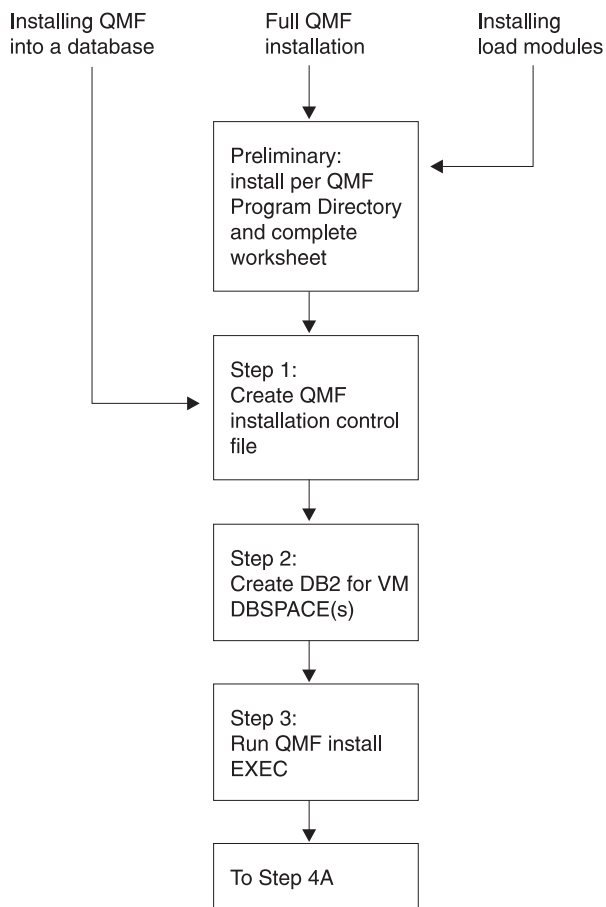 Installing QMF
into a database
Full QMF
installation
Installing
load modules
Preliminary:
install per QMF
Program Directory
and complete
worksheet
Step 1:
Create QMF
installation control
file
Step 2:
Create DB2 for VM
DBSPACE(s)
Step 3:
Run QMF install
EXEC
To Step 4A